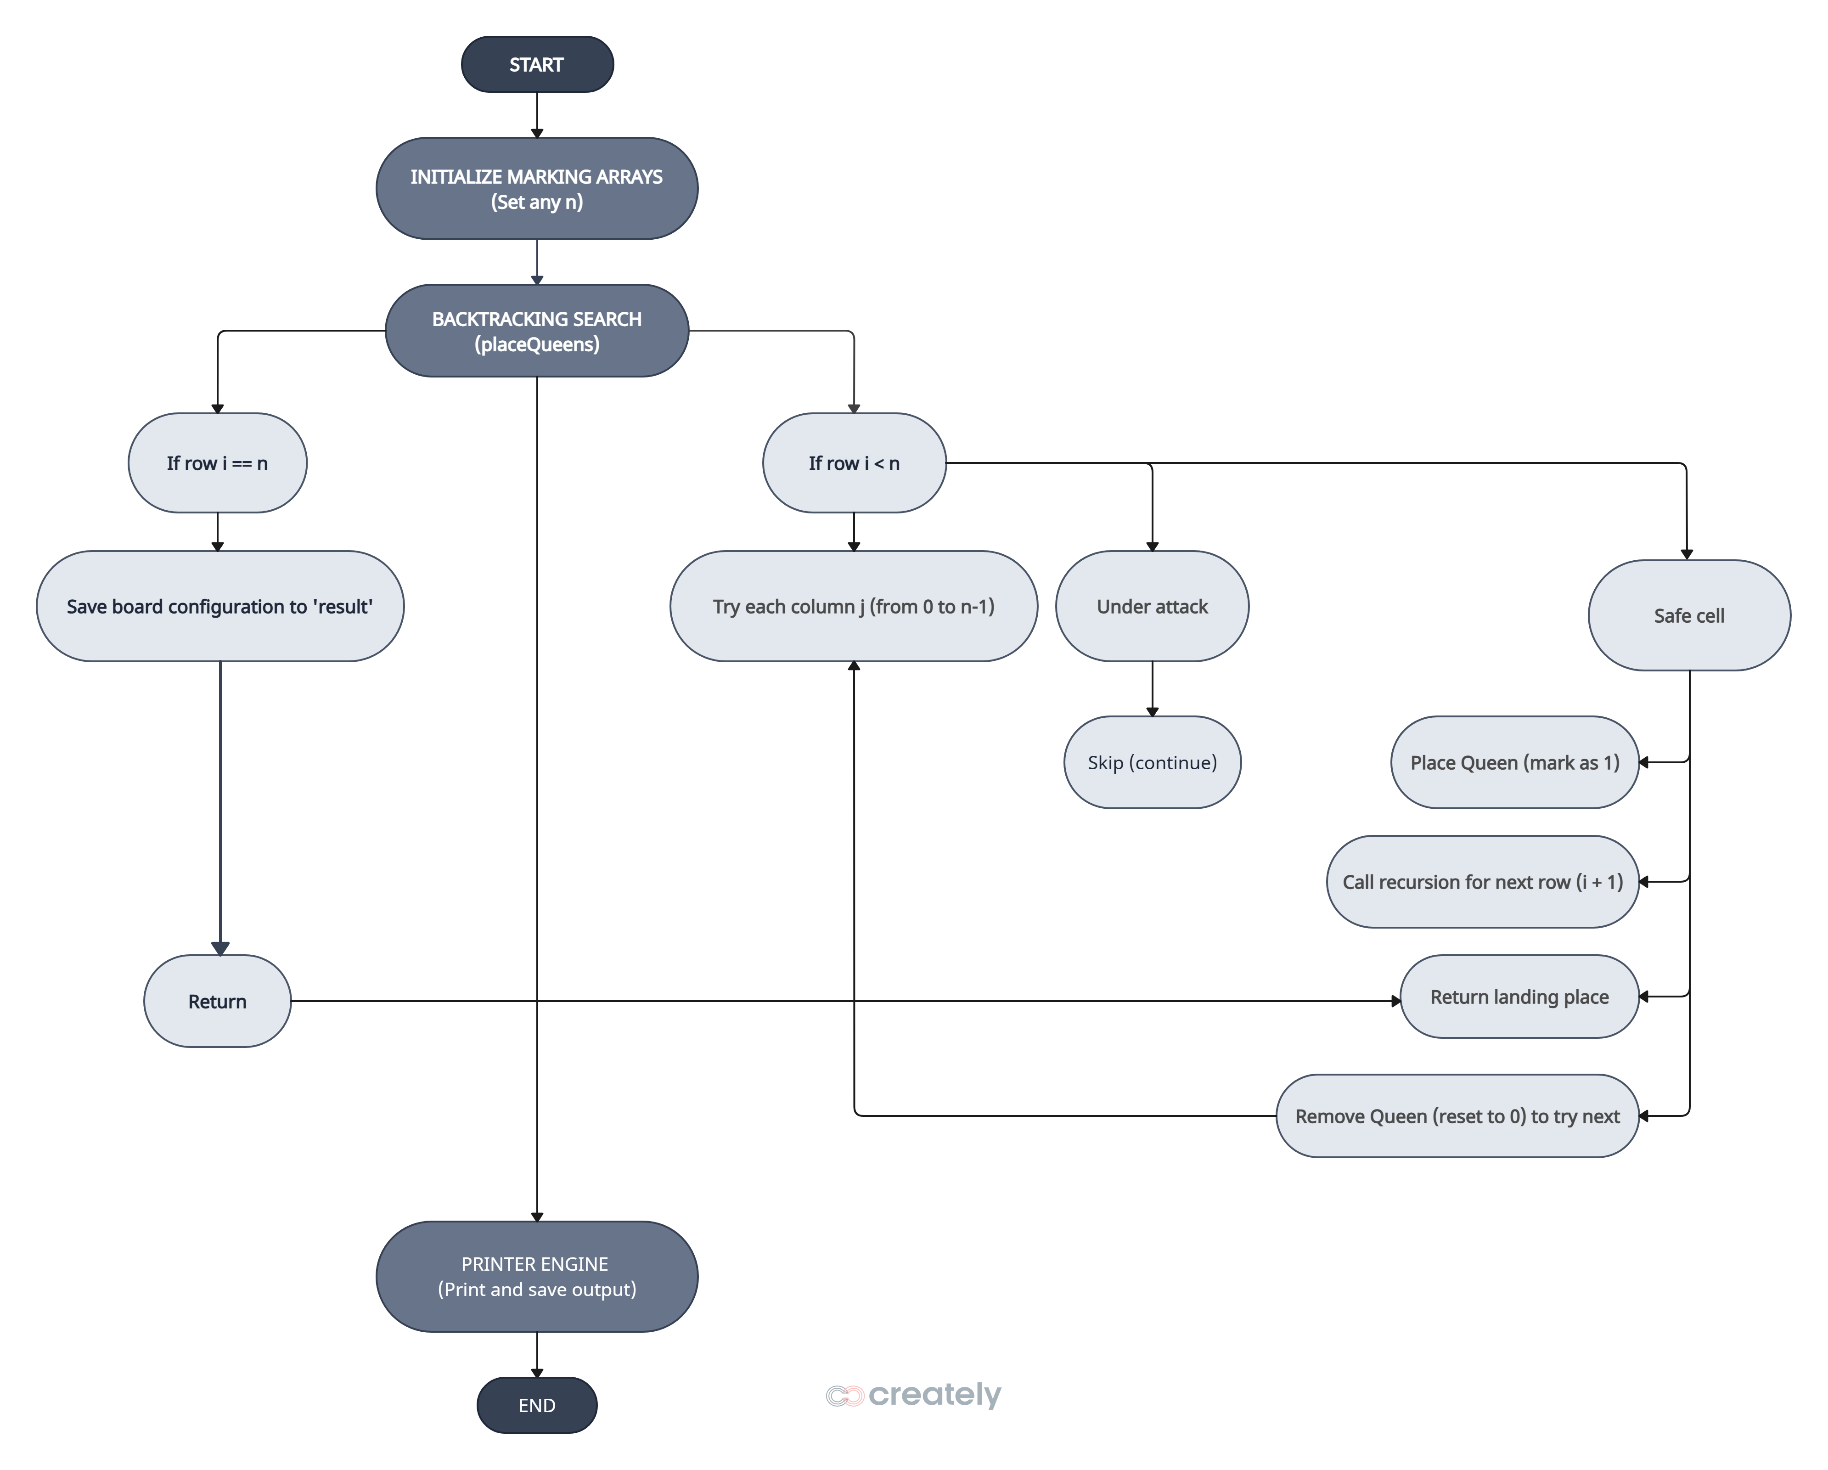 START
INITIALIZE MARKING ARRAYS
(Set any n)
BACKTRACKING SEARCH
(placeQueens)
If row i == n
If row i < n
Save board configuration to 'result'
Try each column j (from 0 to n-1)
Under attack
Safe cell
Skip (continue)
Place Queen (mark as 1)
Call recursion for next row (i + 1)
Return
Return landing place
Remove Queen (reset to 0) to try next
PRINTER ENGINE
(Print and save output)
END
creately